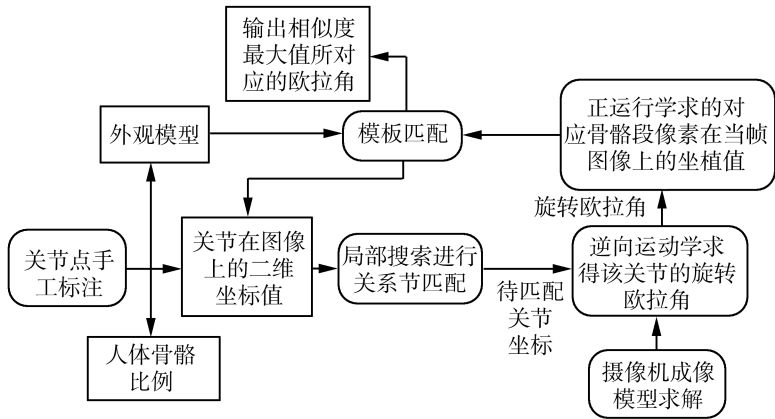 输出相似度
最大值所对
应的欧拉角
外观模型
模板匹配
正运行学求的对
应骨骼段像素在当帧
图像上的坐植值
旋转欧拉角
关节点手
工标注
关节在图像
上的二维
坐标值
局部搜索进行
关系节匹配
待匹配
关节
坐标
逆向运动学求
得该关节的旋转
欧拉角
人体骨骼
比例
摄像机成像
模型求解